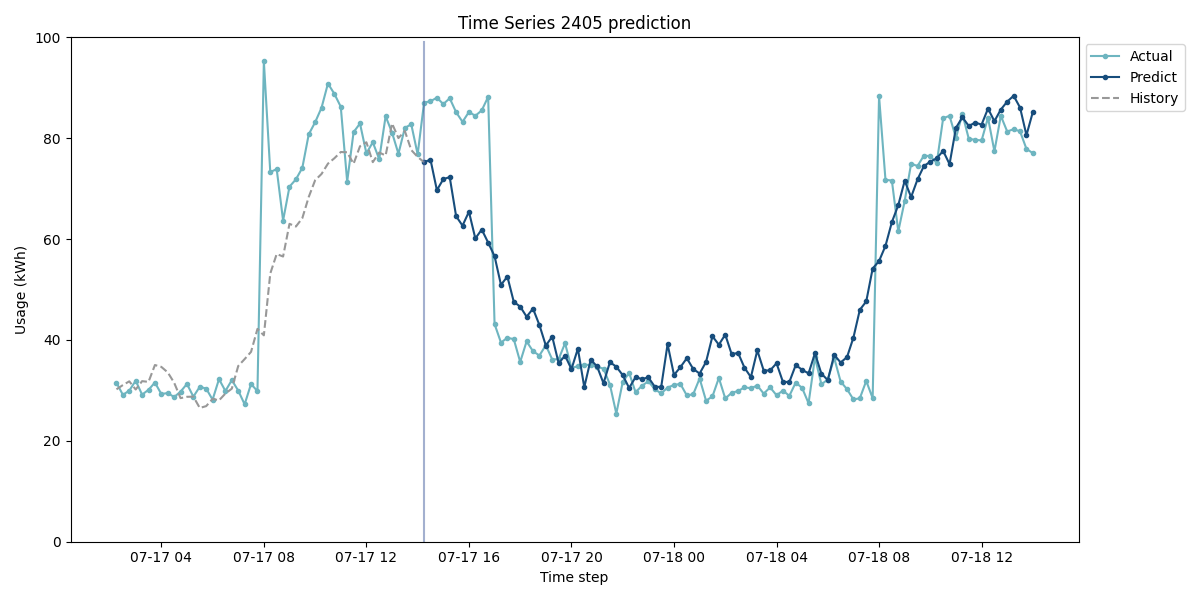 Time Series 2405 prediction
Usage (kWh)
100
80
60
40
20
0
07-17 04
07-17 08
07-17 12
07-17 16
07-17 20
07-18 00
07-18 04
07-18 08
07-18 12
Time step
Actual
Predict
History